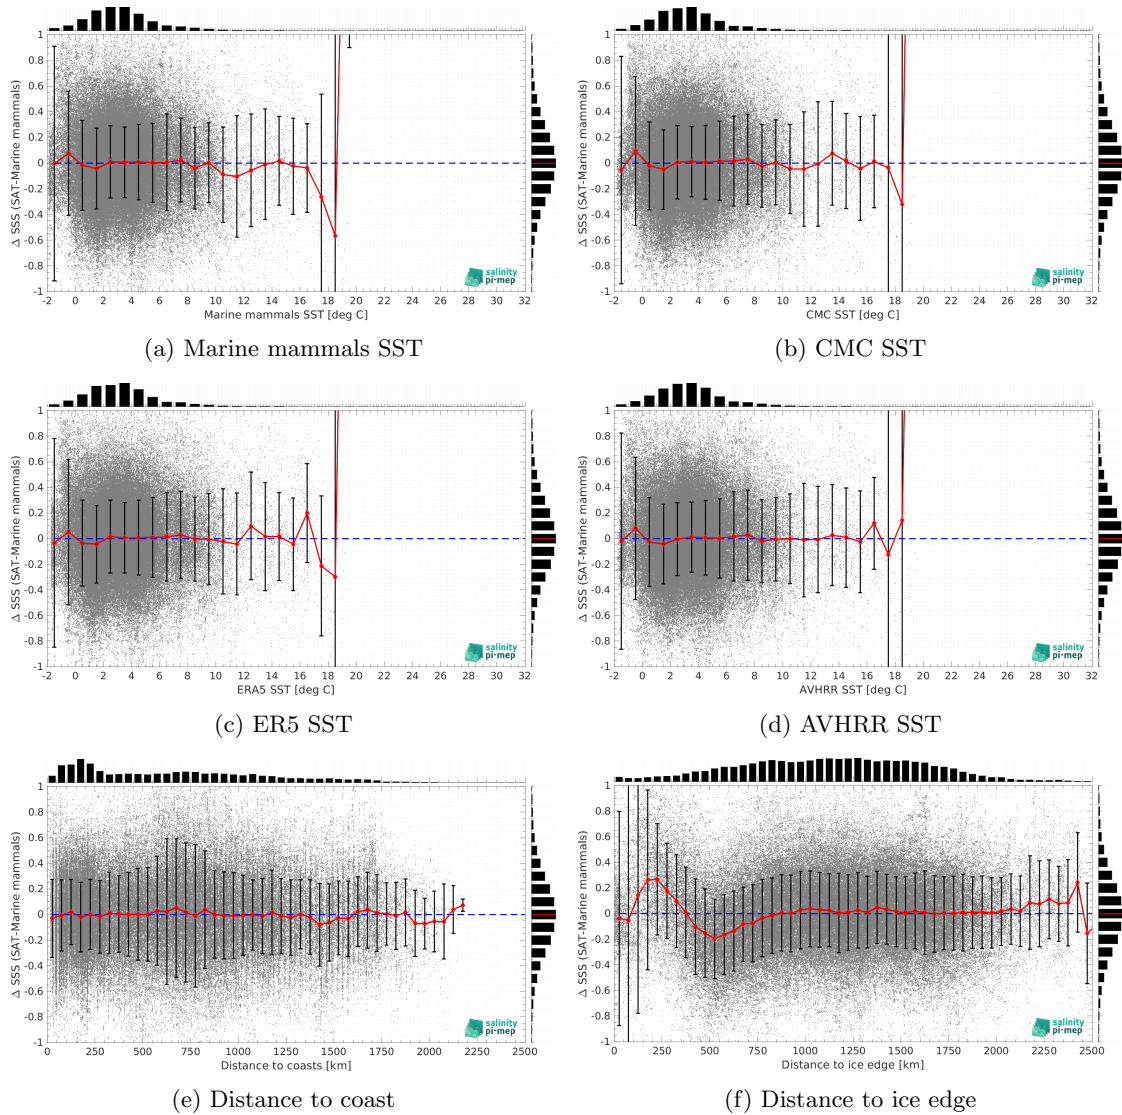 1
0.8
0.6
0.4
0.2
0
-0.2
-0.4
-0.6
-0.8
-1
Δ SSS (SAT-Marine mammals)
-2 0 2 4 6 8 10 12 14 16 18 20 22 24 26 28 30 32
Marine mammals SST [deg C]
salinity
pi-mep
(a) Marine mammals SST
1
0.8
0.6
0.4
0.2
0
-0.2
-0.4
-0.6
-0.8
-1
Δ SSS (SAT-Marine mammals)
-2 0 2 4 6 8 10 12 14 16 18 20 22 24 26 28 30 32
CMC SST [deg C]
salinity
pi-mep
(b) CMC SST
1
0.8
0.6
0.4
0.2
0
-0.2
-0.4
-0.6
-0.8
-1
Δ SSS (SAT-Marine mammals)
-2 0 2 4 6 8 10 12 14 16 18 20 22 24 26 28 30 32
ERA5 SST [deg C]
salinity
pi-mep
(c) ER5 SST
1
0.8
0.6
0.4
0.2
0
-0.2
-0.4
-0.6
-0.8
-1
Δ SSS (SAT-Marine mammals)
-2 0 2 4 6 8 10 12 14 16 18 20 22 24 26 28 30 32
AVHRR SST [deg C]
salinity
pi-mep
(d) AVHRR SST
1
0.8
0.6
0.4
0.2
0
-0.2
-0.4
-0.6
-0.8
-1
Δ SSS (SAT-Marine mammals)
0 250 500 750 1000 1250 1500 1750 2000 2250 2500
Distance to coasts [km]
salinity
pi-mep
(e) Distance to coast
1
0.8
0.6
0.4
0.2
0
-0.2
-0.4
-0.6
-0.8
-1
Δ SSS (SAT-Marine mammals)
0 250 500 750 1000 1250 1500 1750 2000 2250 2500
Distance to ice edge [km]
salinity
pi-mep
(f) Distance to ice edge